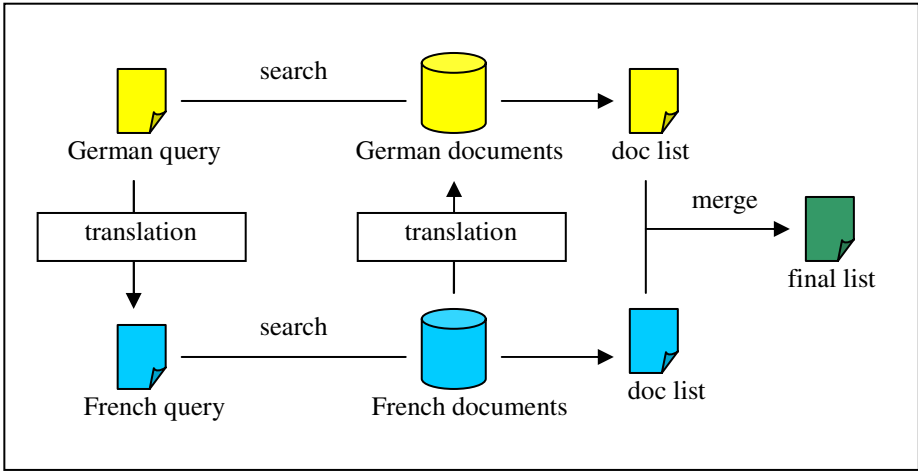 search
German query
German documents
doc list
translation
translation
merge
final list
search
French query
French documents
doc list